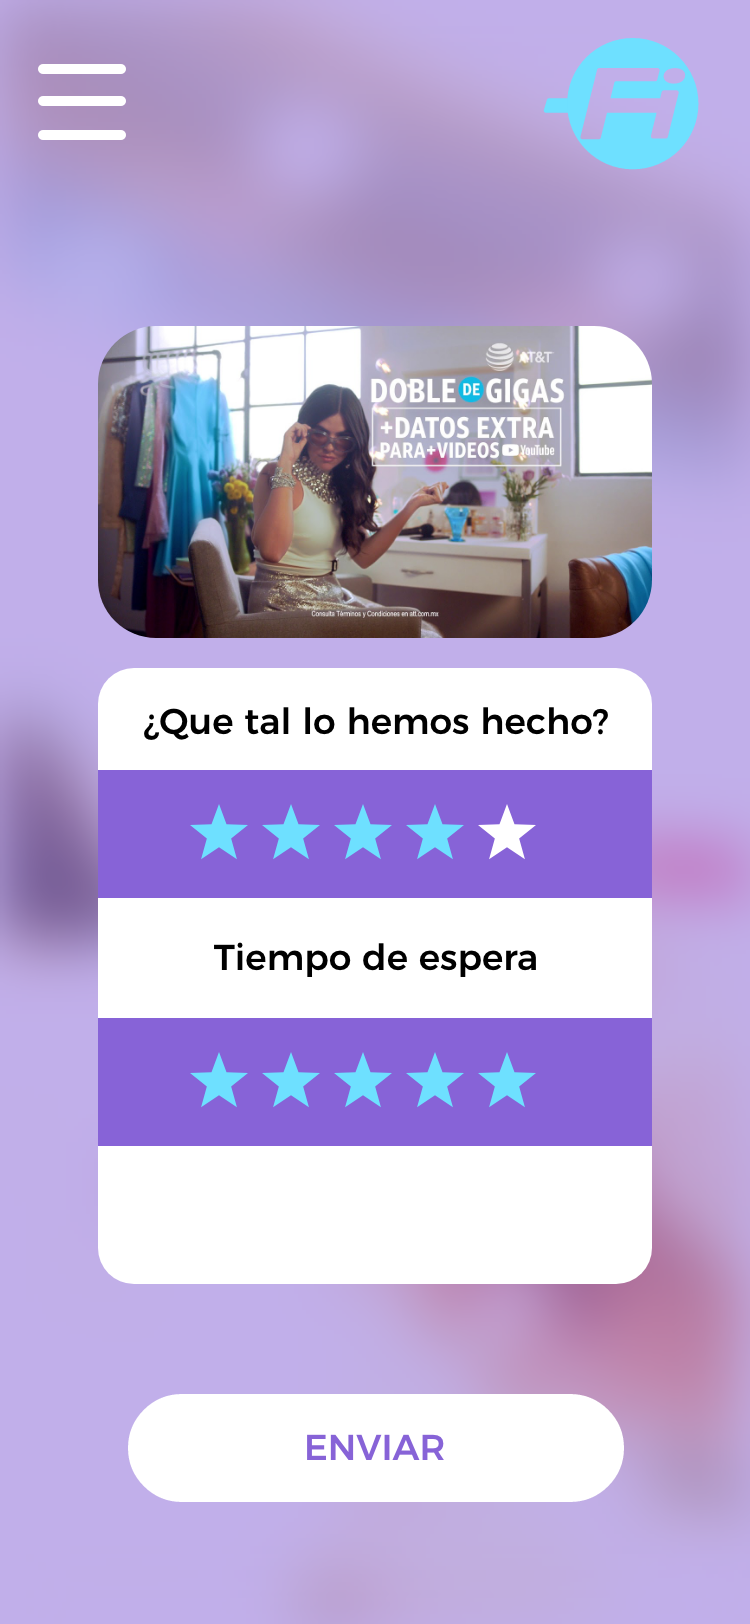 Fi
AT&T
DOBLE DE GIGAS
+DATOS EXTRA
PARA+VIDEOS YouTube
Consulta Términos y Condiciones en att.com.mx
¿Que tal lo hemos hecho?
Tiempo de espera
ENVIAR